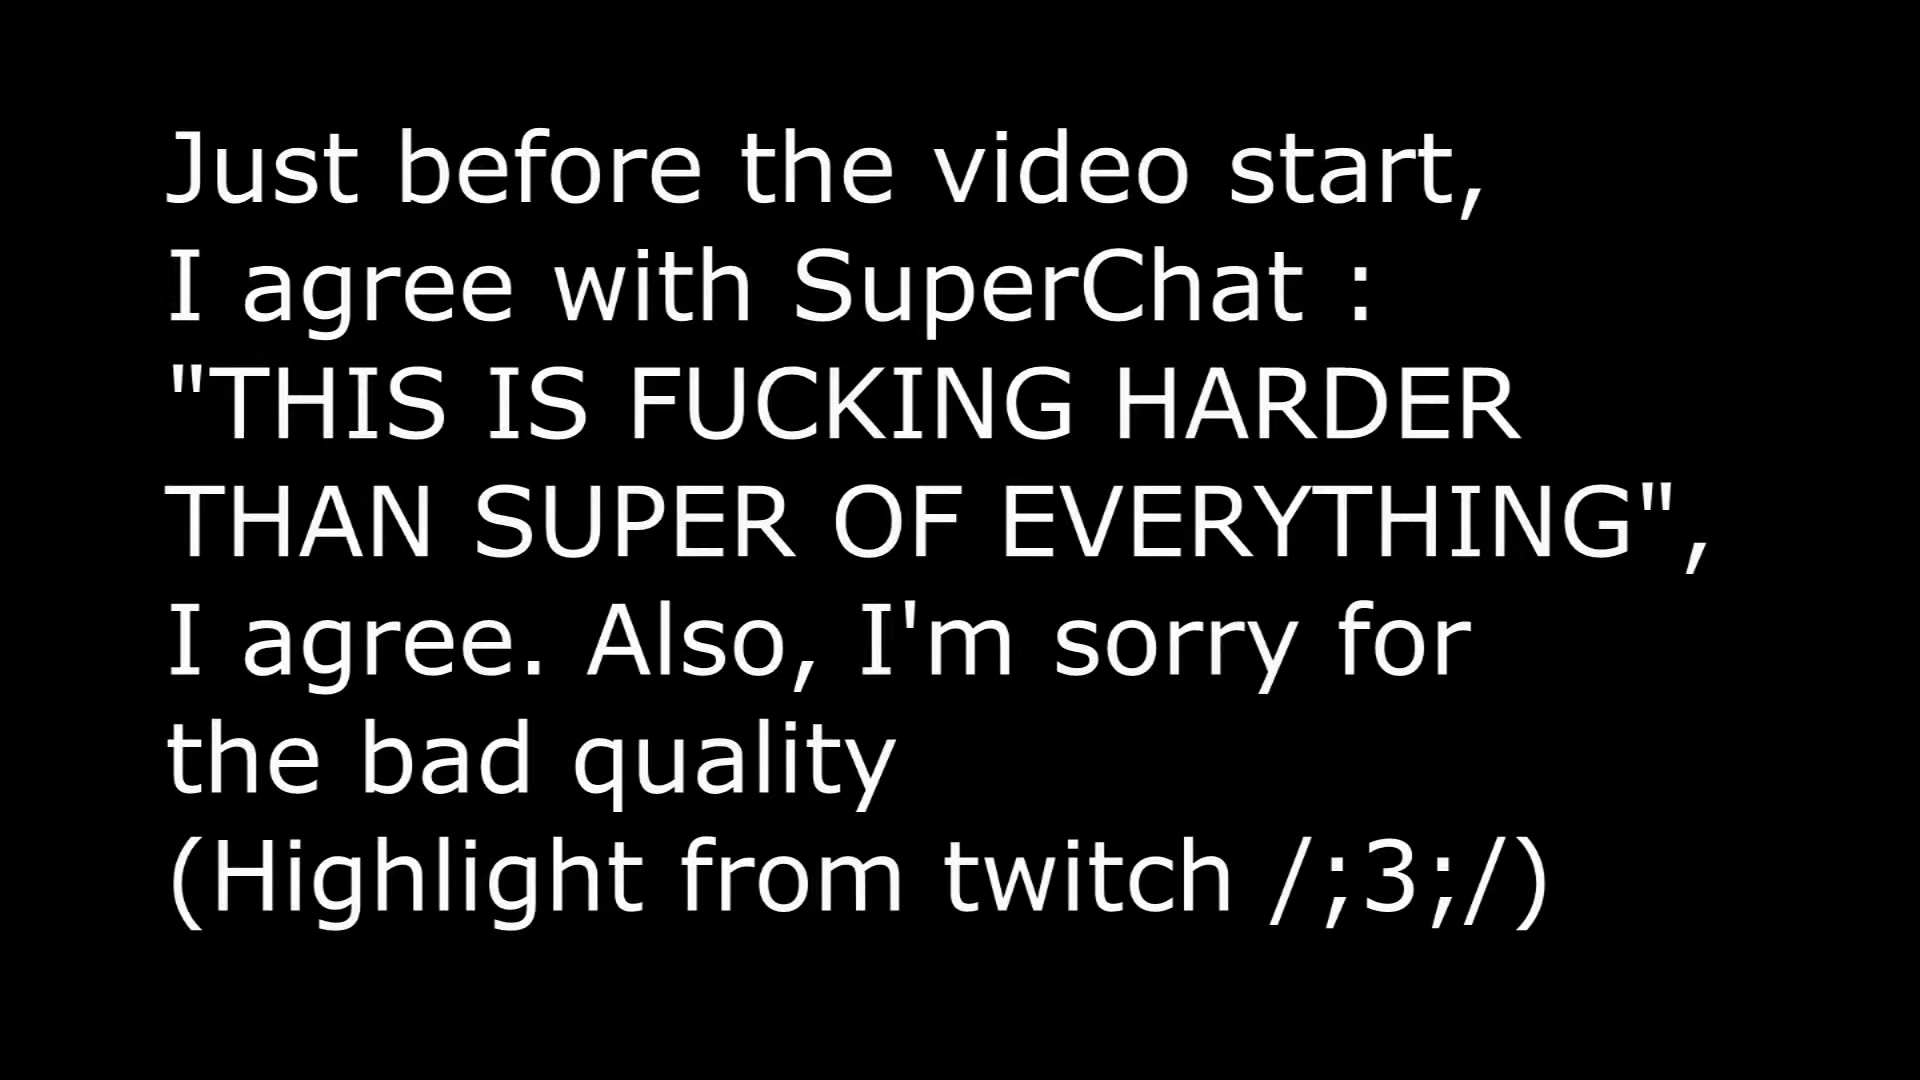 Just before the video start,
I agree with SuperChat :
"THIS IS FUCKING HARDER
THAN SUPER OF EVERYTHING",
I agree. Also, I'm sorry for
the bad quality
(Highlight from twitch /;3;/)